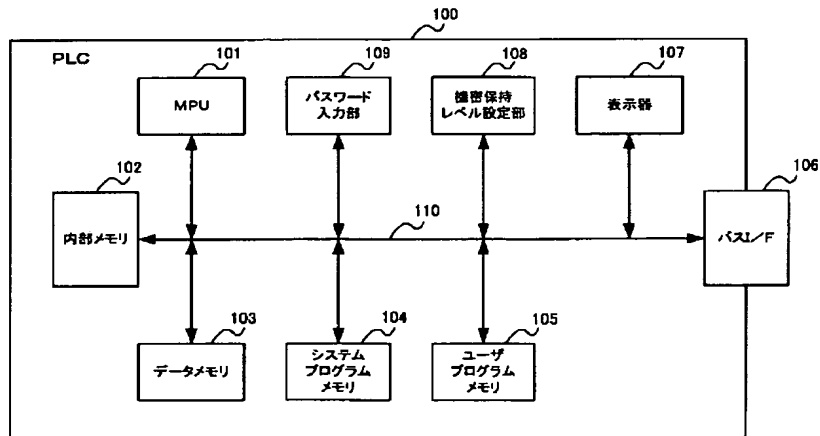 100
PLC
101
MPU
109
パスワード
入力部
108
機密保持
レベル設定部
107
表示器
102
内部メモリ
110
106
バスI/F
103
データメモリ
104
システム
プログラム
メモリ
105
ユーザ
プログラム
メモリ